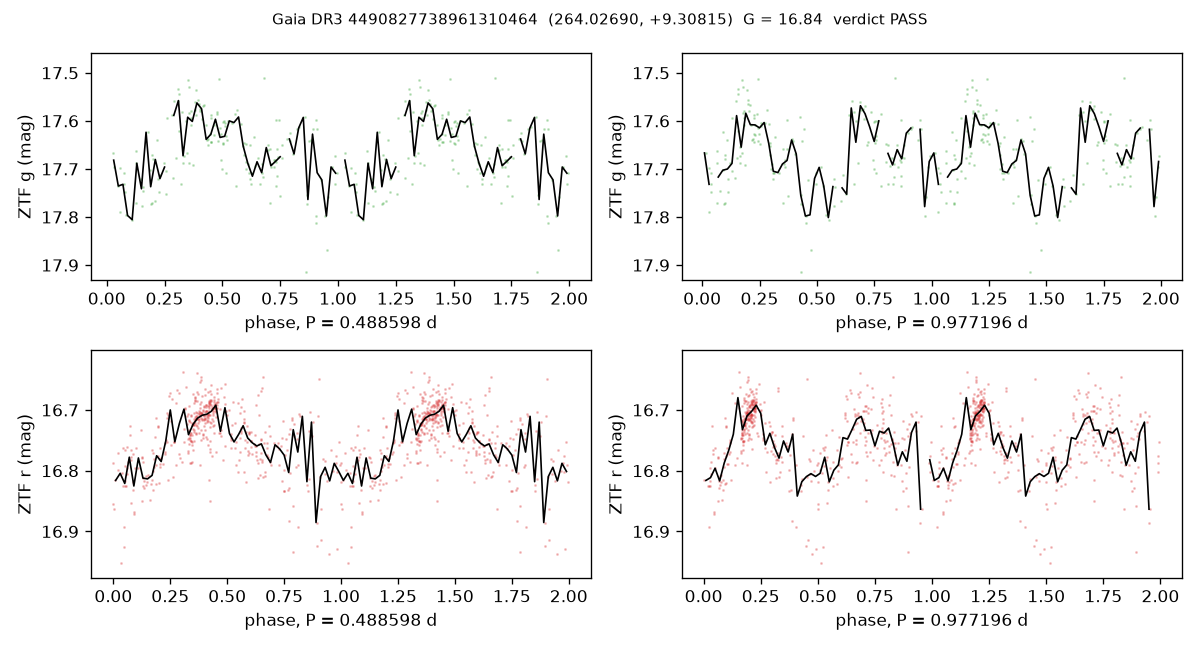 Gaia DR3 4490827738961310464 (264.02690, +9.30815) G = 16.84 verdict PASS
ZTF g (mag)
17.5
17.6
17.7
17.8
17.9
0.00 0.25 0.50 0.75 1.00 1.25 1.50 1.75 2.00
phase, P = 0.488598 d
ZTF g (mag)
17.5
17.6
17.7
17.8
17.9
0.00 0.25 0.50 0.75 1.00 1.25 1.50 1.75 2.00
phase, P = 0.977196 d
ZTF r (mag)
16.7
16.8
16.9
0.00 0.25 0.50 0.75 1.00 1.25 1.50 1.75 2.00
phase, P = 0.488598 d
ZTF r (mag)
16.7
16.8
16.9
0.00 0.25 0.50 0.75 1.00 1.25 1.50 1.75 2.00
phase, P = 0.977196 d